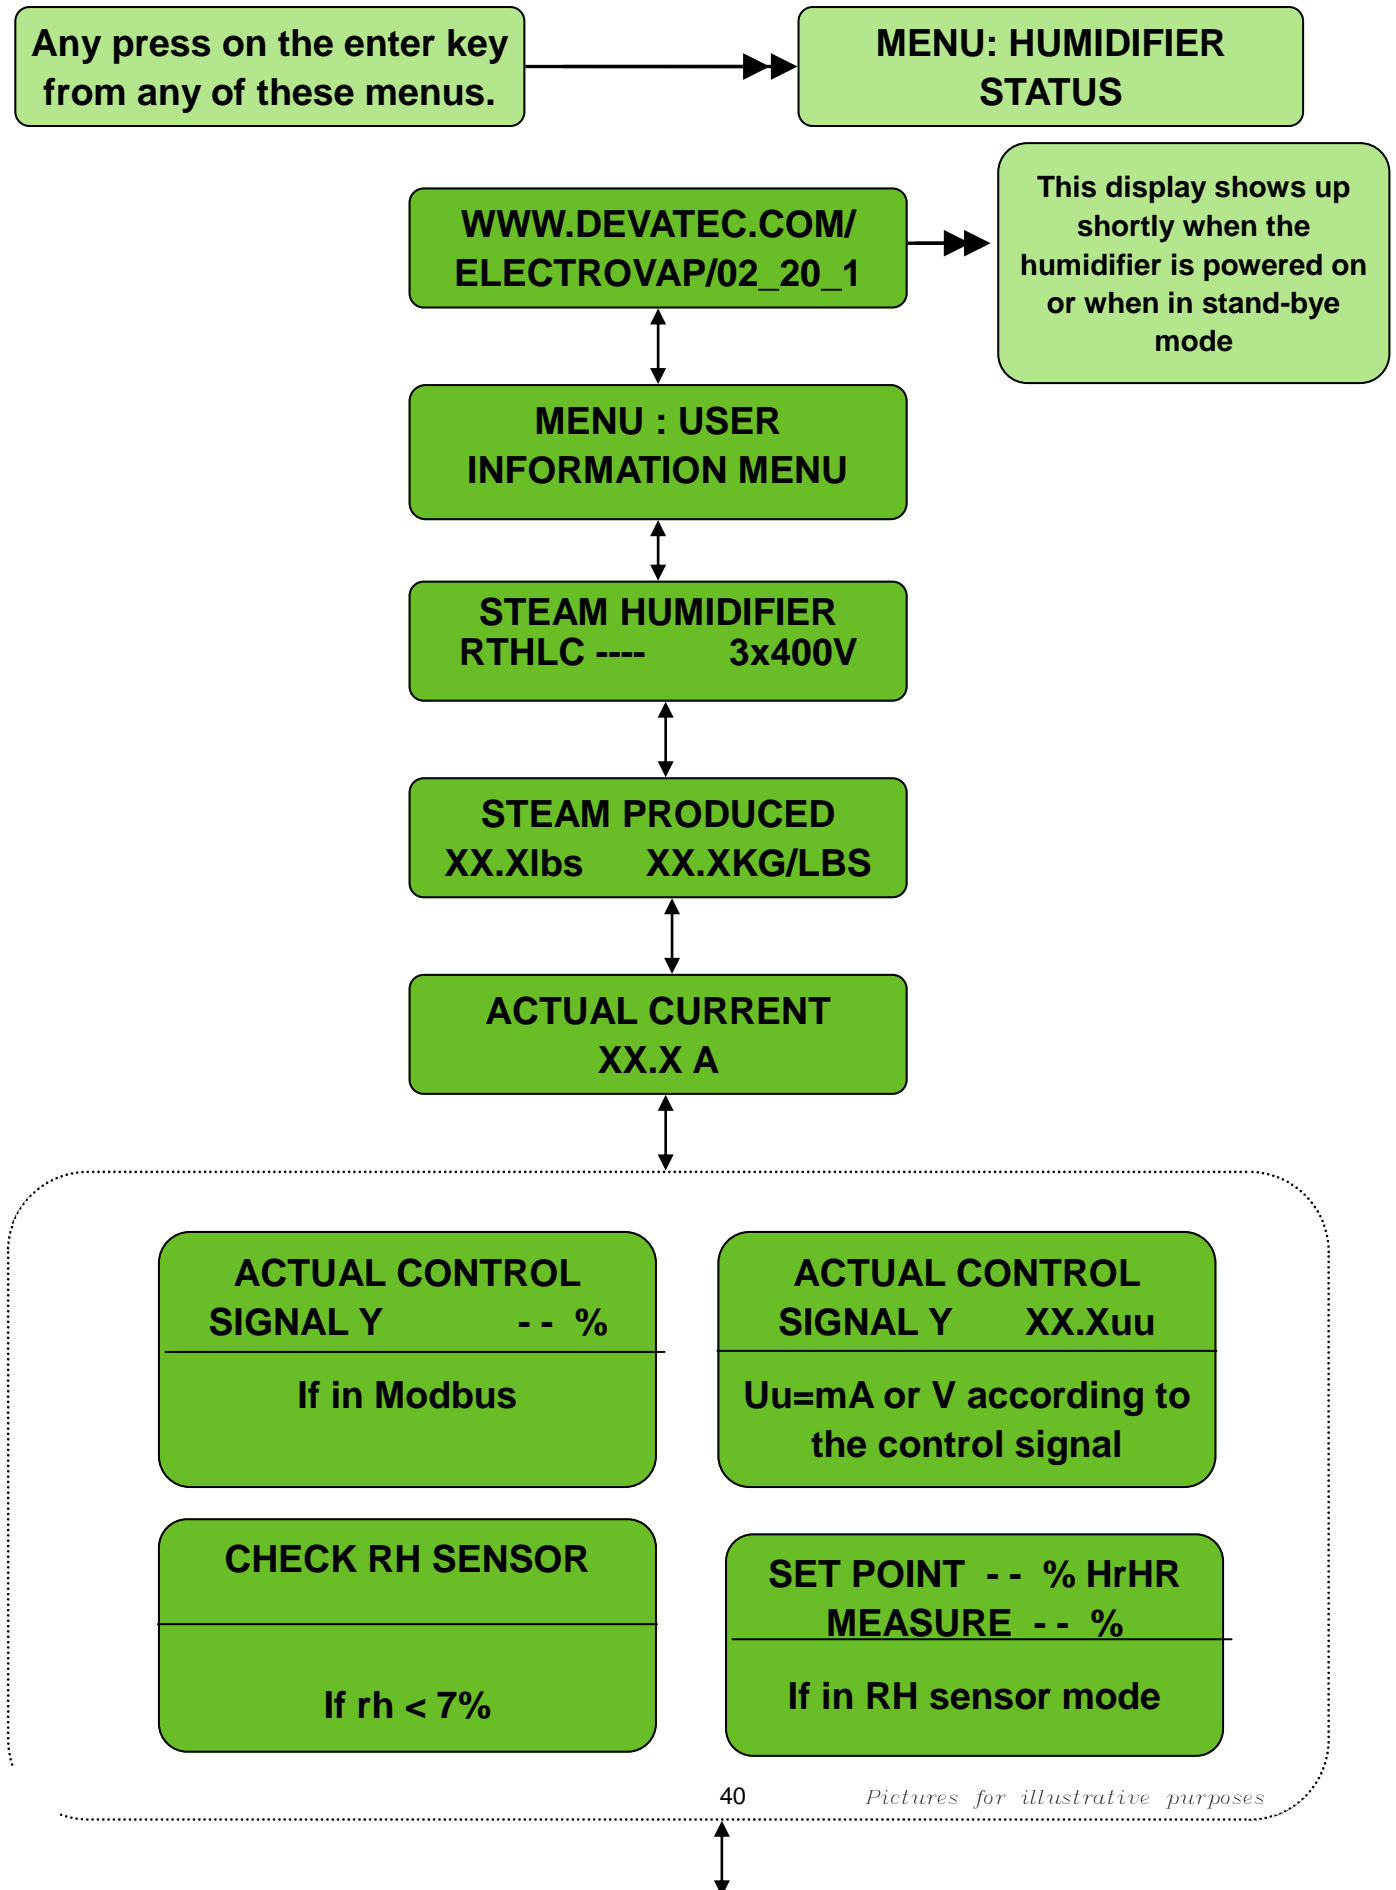 Any press on the enter key
from any of these menus.
MENU: HUMIDIFIER
STATUS
WWW.DEVATEC.COM/
ELECTROVAP/02_20_1
This display shows up
shortly when the
humidifier is powered on
or when in stand-bye
mode
MENU : USER
INFORMATION MENU
STEAM HUMIDIFIER
RTHLC ---- 3x400V
STEAM PRODUCED
XX.Xlbs XX.XKG/LBS
ACTUAL CURRENT
XX.X A
ACTUAL CONTROL
SIGNAL Y - - %
If in Modbus
ACTUAL CONTROL
SIGNAL Y XX.Xuu
Uu=mA or V according to
the control signal
CHECK RH SENSOR
If rh < 7%
SET POINT - - % HrHR
MEASURE - - %
If in RH sensor mode
40
Pictures for illustrative purposes